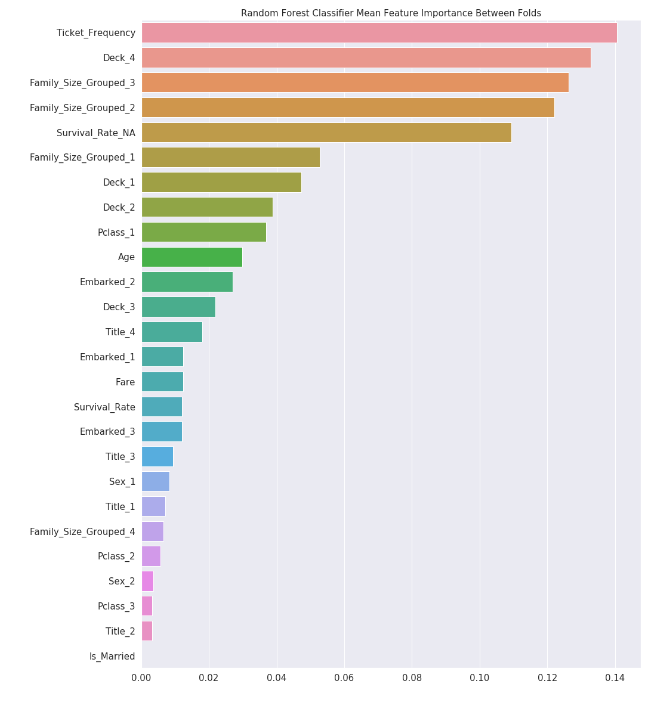 Random Forest Classifier Mean Feature Importance Between Folds
Ticket_Frequency
Deck_4
Family_Size_Grouped_3
Family_Size_Grouped_2
Survival_Rate_NA
Family_Size_Grouped_1
Deck_1
Deck_2
Pclass_1
Age
Embarked_2
Deck_3
Title_4
Embarked_1
Fare
Survival_Rate
Embarked_3
Title_3
Sex_1
Title_1
Family_Size_Grouped_4
Pclass_2
Sex_2
Pclass_3
Title_2
Is_Married
0.00 0.02 0.04 0.06 0.08 0.10 0.12 0.14